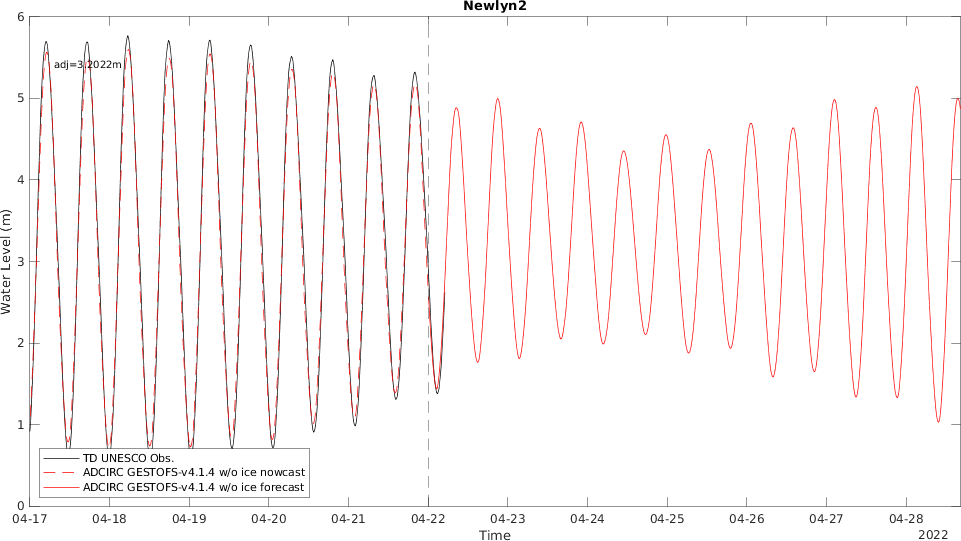 Newlyn2
adj=3.2022m
Water Level (m)
6
5
4
3
2
1
0
TD UNESCO Obs.
ADCIRC GESTOFS-v4.1.4 w/o ice nowcast
ADCIRC GESTOFS-v4.1.4 w/o ice forecast
04-17 04-18 04-19 04-20 04-21 04-22 04-23 04-24 04-25 04-26 04-27 04-28
Time
2022